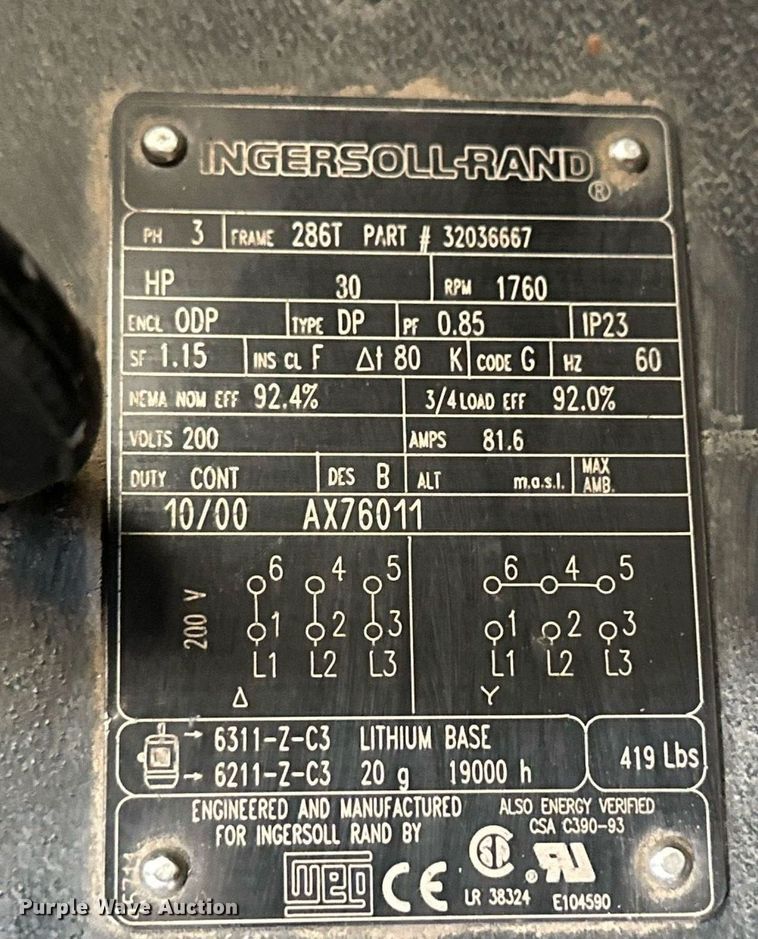 INGERSOLL-RAND®
PH 3 FRAME 286T PART # 32036667
HP 30 RPM 1760
ENCL ODP TYPE DP PF 0.85 IP23
SF 1.15 INS CL F Δt 80 K CODE G HZ 60
NEMA NOM EFF 92.4% 3/4 LOAD EFF 92.0%
VOLTS 200 AMPS 81.6
DUTY CONT DES B ALT m.a.s.l. MAX AMB.
10/00 AX76011
200 V
6 4 5 6 4 5
1 2 3 1 2 3
L1 L2 L3 L1 L2 L3
Δ Y
6311-Z-C3 LITHIUM BASE
6211-Z-C3 20 g 19000 h
419 Lbs
ENGINEERED AND MANUFACTURED
FOR INGERSOLL RAND BY
ALSO ENERGY VERIFIED
CSA C390-93
WEG CE
LR 38324 E104590
Purple Wave Auction